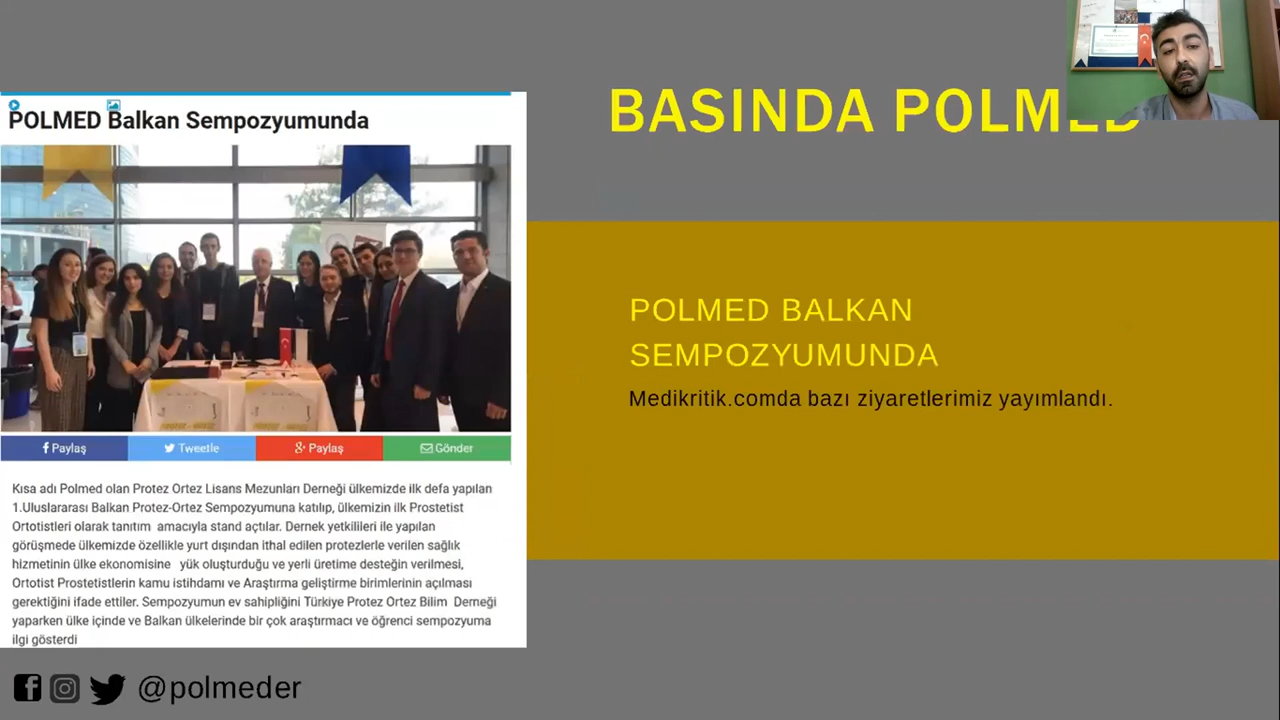 BASINDA POLMED
POLMED Balkan Sempozyumunda
Paylaş
Tweetle
Paylaş
Gönder
Kısa adı Polmed olan Protez Ortez Lisans Mezunları Derneği ülkemizde ilk defa yapılan
1.Uluslararası Balkan Protez-Ortez Sempozyumuna katılıp, ülkemizin ilk Prostetist
Ortotistleri olarak tanıtım amacıyla stand açtılar. Dernek yetkilileri ile yapılan
görüşmede ülkemizde özellikle yurt dışından ithal edilen protezlerle verilen sağlık
hizmetinin ülke ekonomisine yük oluşturduğu ve yerli üretime desteğin verilmesi,
Ortotist Prostetistlerin kamu istihdamı ve Araştırma geliştirme birimlerinin açılması
gerektiğini ifade ettiler. Sempozyumun ev sahipliğini Türkiye Protez Ortez Bilim Derneği
yaparken ülke içinde ve Balkan ülkelerinde bir çok araştırmacı ve öğrenci sempozyuma
ilgi gösterdi
POLMED BALKAN
SEMPOZYUMUNDA
Medikritik.comda bazı ziyaretlerimiz yayımlandı.
@polmeder